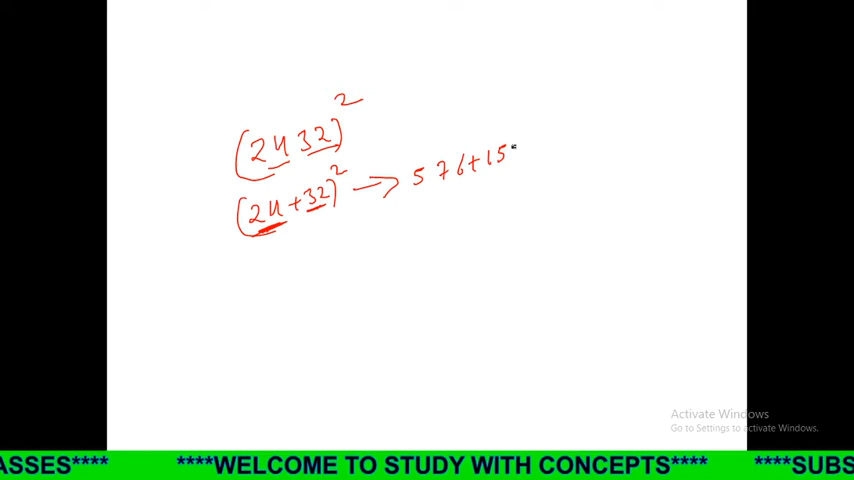 (2432)²
(24+32)² → 576+15
Activate Windows
Go to Settings to activate Windows.
ASSES**** ****WELCOME TO STUDY WITH CONCEPTS**** ****SUBS